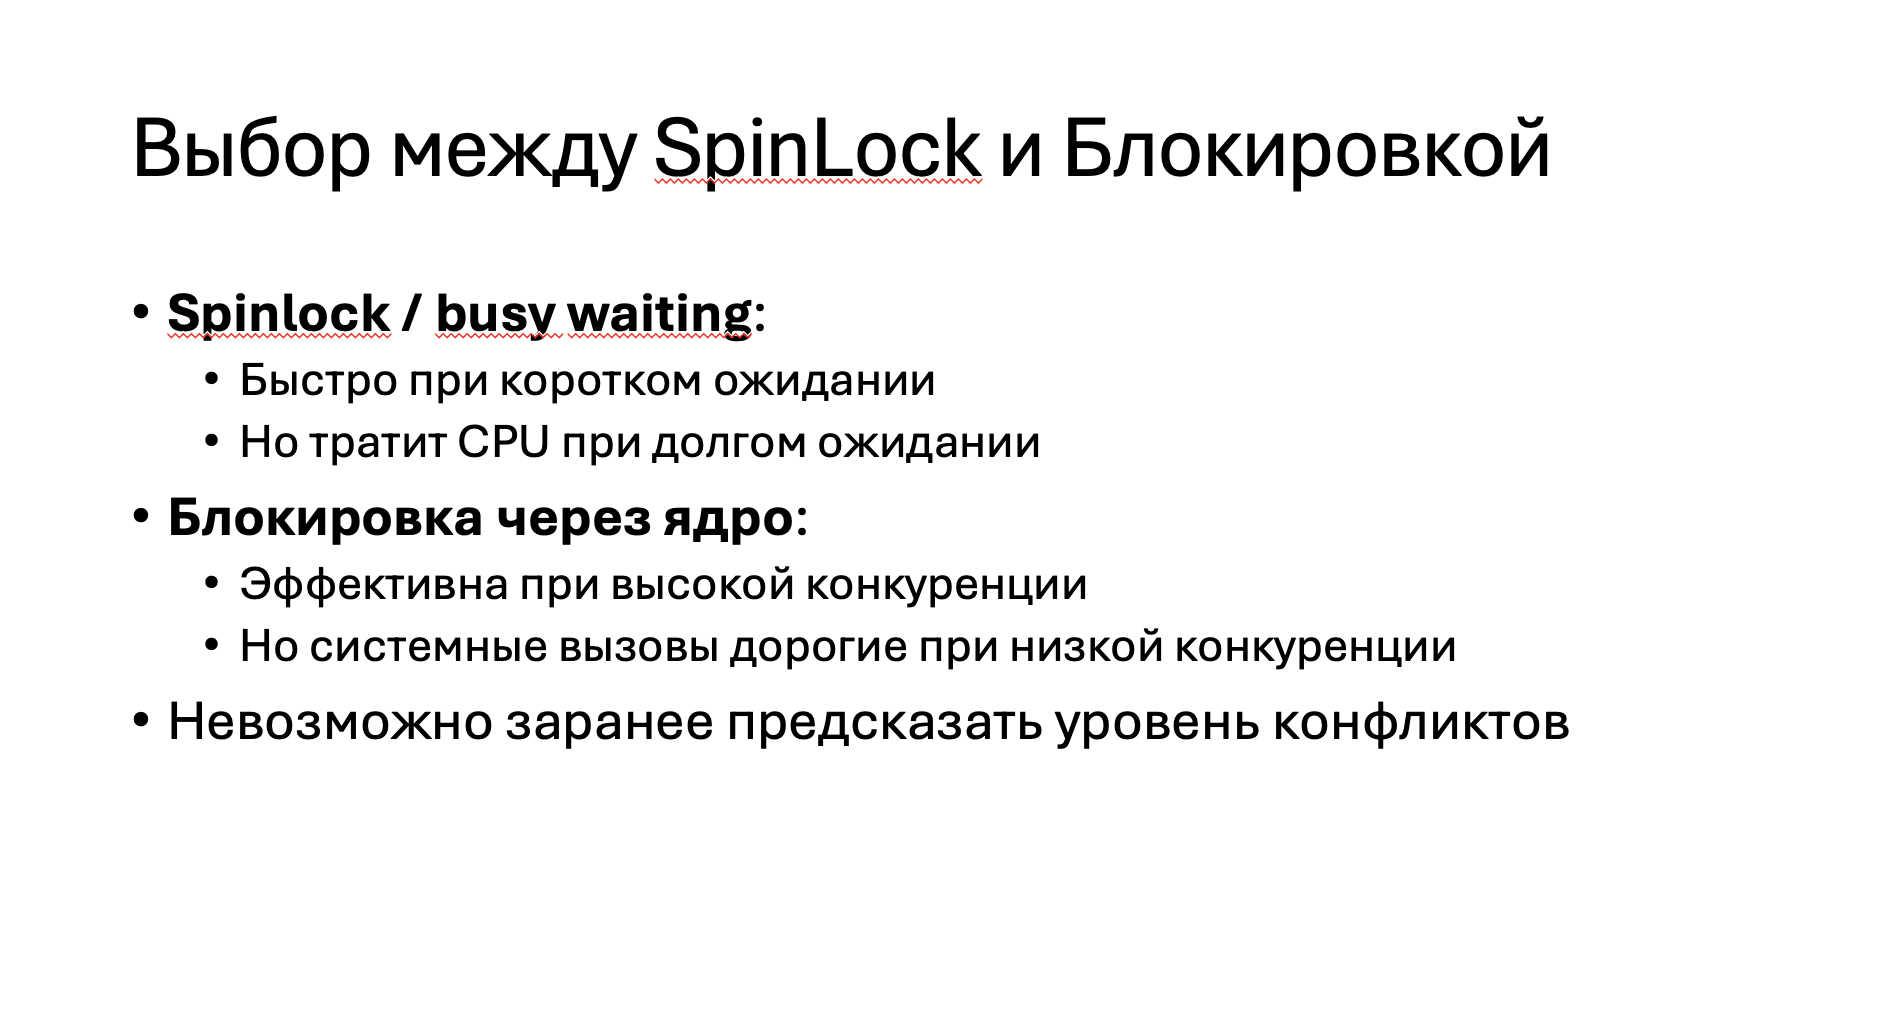 Выбор между SpinLock и Блокировкой
• Spinlock / busy waiting:
• Быстро при коротком ожидании
• Но тратит CPU при долгом ожидании
• Блокировка через ядро:
• Эффективна при высокой конкуренции
• Но системные вызовы дорогие при низкой конкуренции
• Невозможно заранее предсказать уровень конфликтов